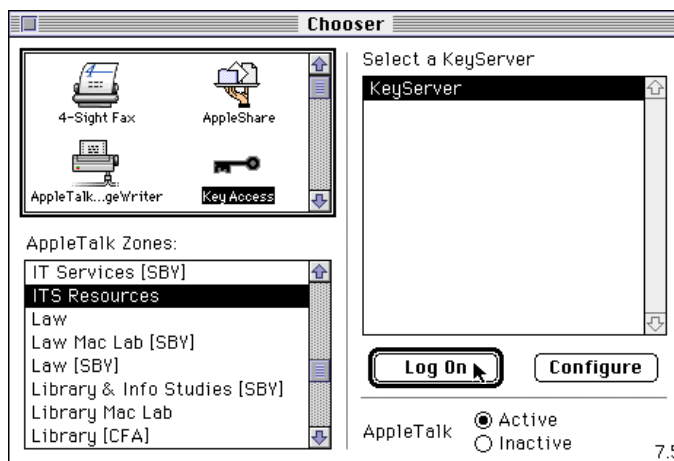 Chooser
4-Sight Fax
AppleShare
AppleTalk...geWriter
Key Access
AppleTalk Zones:
IT Services [SBY]
ITS Resources
Law
Law Mac Lab [SBY]
Law [SBY]
Library & Info Studies [SBY]
Library Mac Lab
Library [CFA]
Select a KeyServer
KeyServer
Log On
Configure
AppleTalk
Active
Inactive
7.5